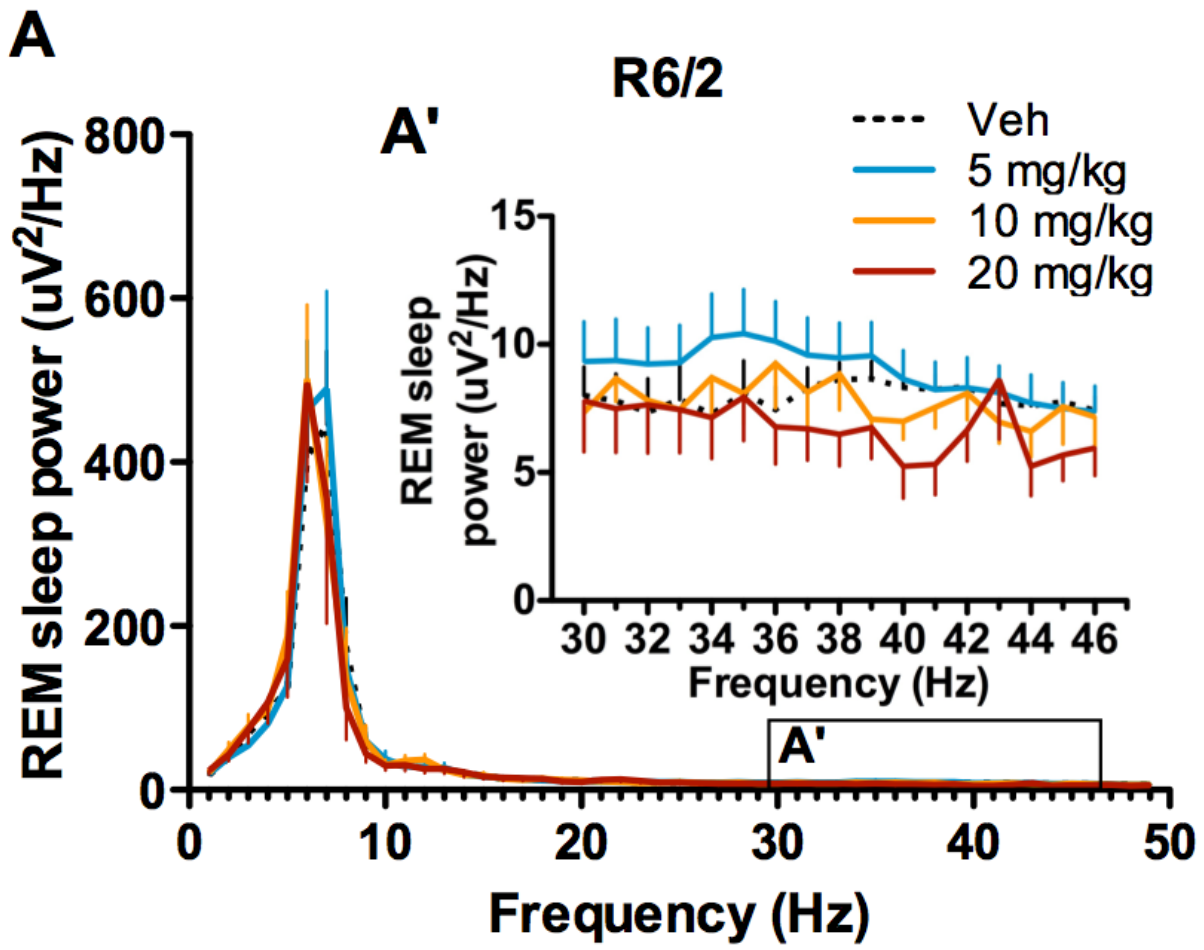 A
R6/2
A'
Veh
5 mg/kg
10 mg/kg
20 mg/kg
REM sleep power (uV²/Hz)
800
600
400
200
0
REM sleep
power (uV²/Hz)
15
10
5
0
30 32 34 36 38 40 42 44 46
Frequency (Hz)
A'
0 10 20 30 40 50
Frequency (Hz)